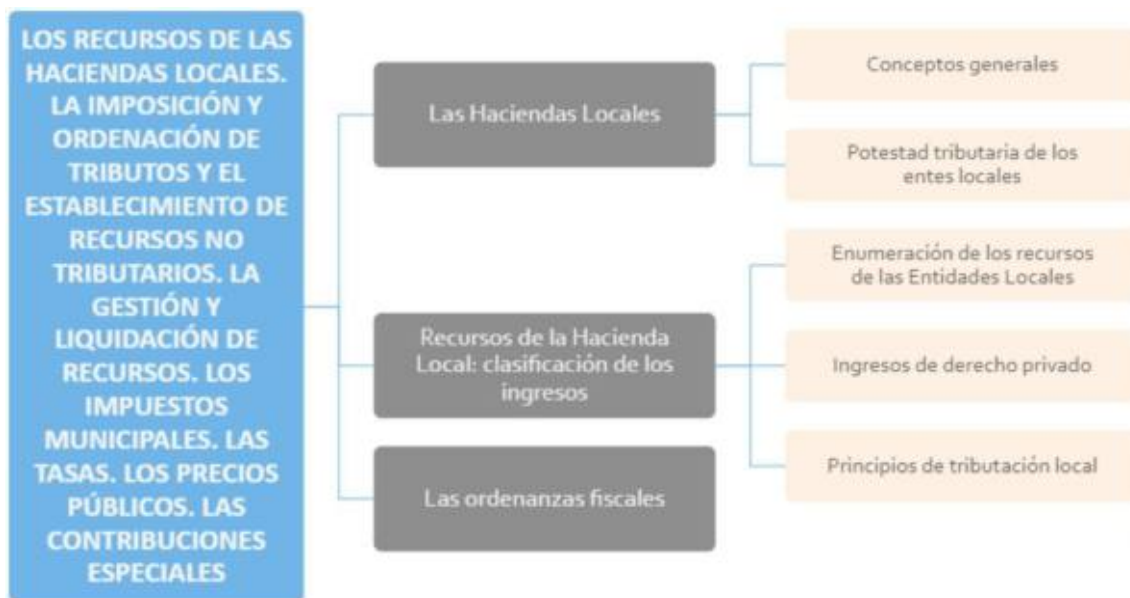 LOS RECURSOS DE LAS
HACIENDAS LOCALES.
LA IMPOSICIÓN Y
ORDENACIÓN DE
TRIBUTOS Y EL
ESTABLECIMIENTO DE
RECURSOS NO
TRIBUTARIOS. LA
GESTIÓN Y
LIQUIDACIÓN DE
RECURSOS. LOS
IMPUESTOS
MUNICIPALES. LAS
TASAS. LOS PRECIOS
PÚBLICOS. LAS
CONTRIBUCIONES
ESPECIALES
Las Haciendas Locales
Conceptos generales
Potestad tributaria de los
entes locales
Recursos de la Hacienda
Local: clasificación de los
ingresos
Enumeración de los recursos
de las Entidades Locales
Ingresos de derecho privado
Principios de tributación local
Las ordenanzas fiscales